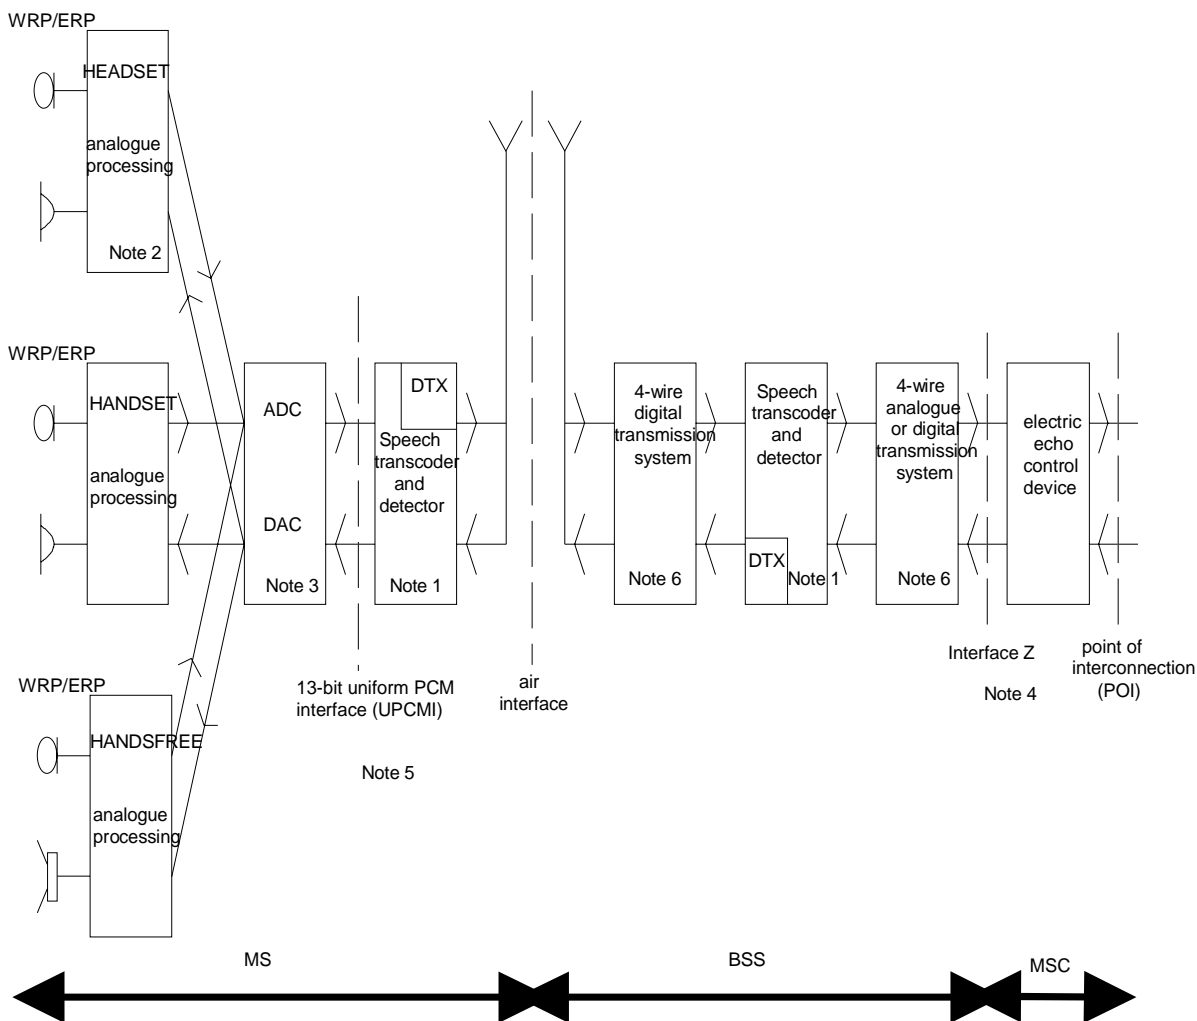 WRP/ERP
HEADSET
analogue
processing
Note 2
WRP/ERP
HANDSET
analogue
processing
WRP/ERP
HANDSFREE
analogue
processing
ADC
DAC
Note 3
13-bit uniform PCM
interface (UPCMI)
Note 5
DTX
Speech
transcoder
and
detector
Note 1
air
interface
4-wire
digital
transmission
system
Note 6
Speech
transcoder
and
detector
DTX
Note 1
4-wire
analogue
or digital
transmission
system
Note 6
Interface Z
Note 4
electric
echo
control
device
point of
interconnection
(POI)
MS
BSS
MSC